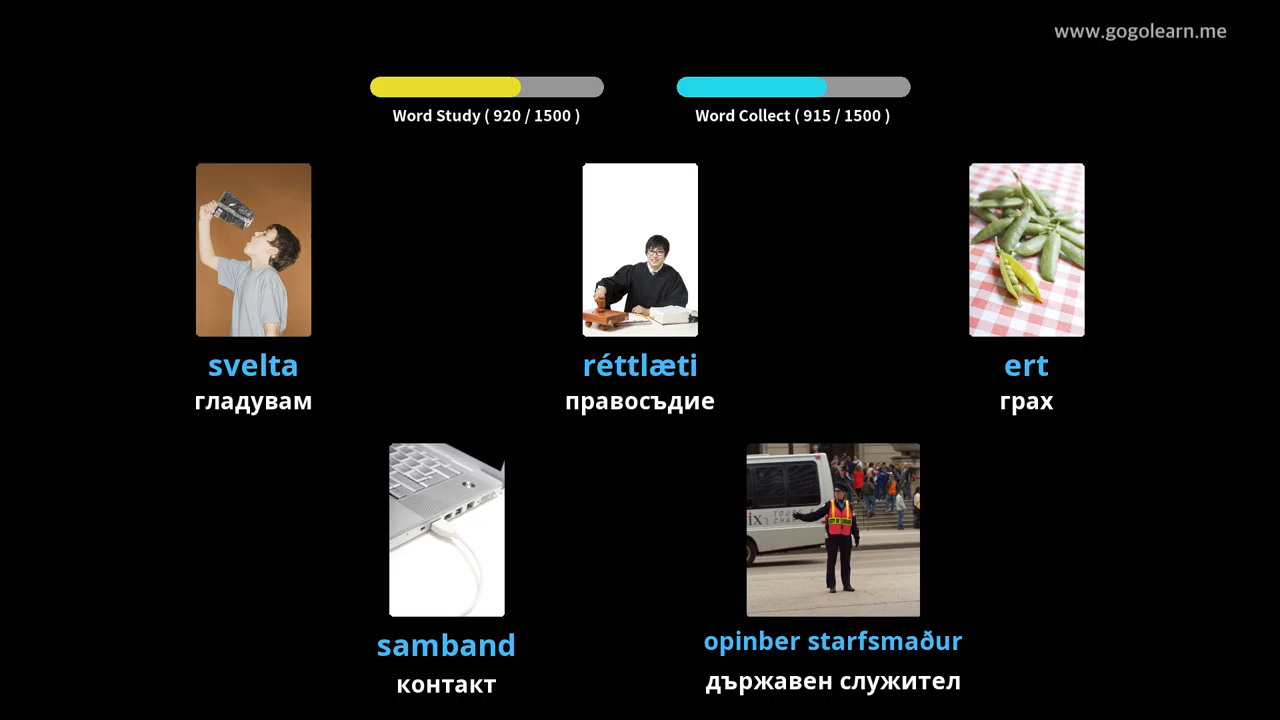 www.gogolearn.me
Word Study ( 920 / 1500 )
Word Collect ( 915 / 1500 )
svelta
réttlæti
ert
гладувам
правосъдие
грах
samband
opinber starfsmaður
контакт
държавен служител